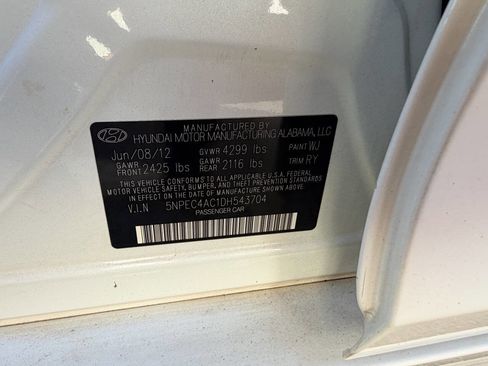 MANUFACTURED BY
HYUNDAI MOTOR MANUFACTURING ALABAMA, LLC
Jun/08/12 GVWR 4299 lbs PAINT WJ
GAWR FRONT 2425 lbs GAWR REAR 2116 lbs TRIM RY
THIS VEHICLE CONFORMS TO ALL APPLICABLE U.S.A. FEDERAL
MOTOR VEHICLE SAFETY, BUMPER, AND THEFT PREVENTION STANDARDS
IN EFFECT ON THE DATE OF MANUFACTURE SHOWN ABOVE
V.I.N 5NPEC4AC1DH543704
PASSENGER CAR